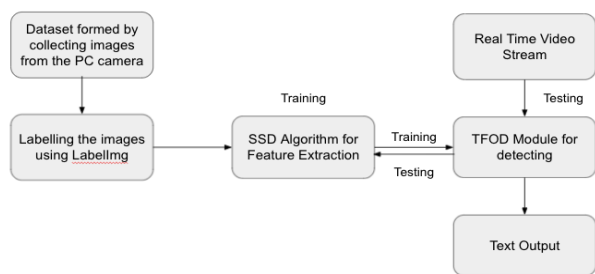 Dataset formed by
collecting images
from the PC camera
Real Time Video
Stream
Training
Testing
Labelling the images
using LabelImg
SSD Algorithm for
Feature Extraction
Training
Testing
TFOD Module for
detecting
Text Output